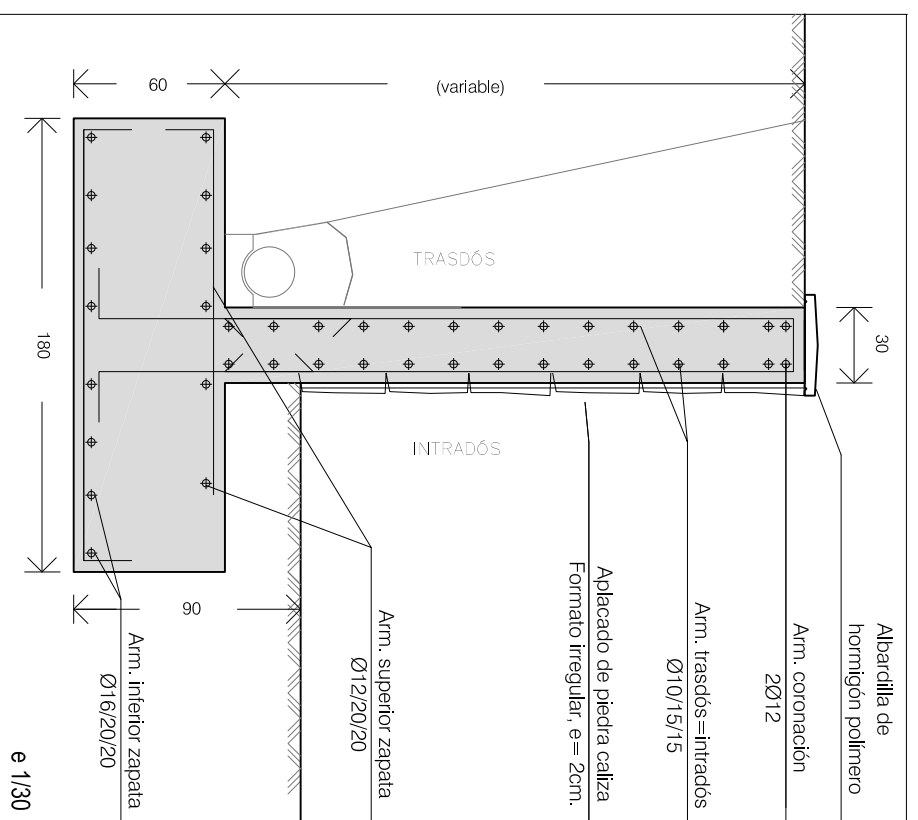 Albardilla de
hormigón polímero
Arm. coronación
2Ø12
Arm. trasdós=intradós
Ø10/15/15
Aplacado de piedra caliza
Formato irregular, e= 2cm.
Arm. superior zapata
Ø12/20/20
Arm. inferior zapata
Ø16/20/20
30
(variable)
TRASDÓS
INTRADÓS
60
90
180
e 1/30